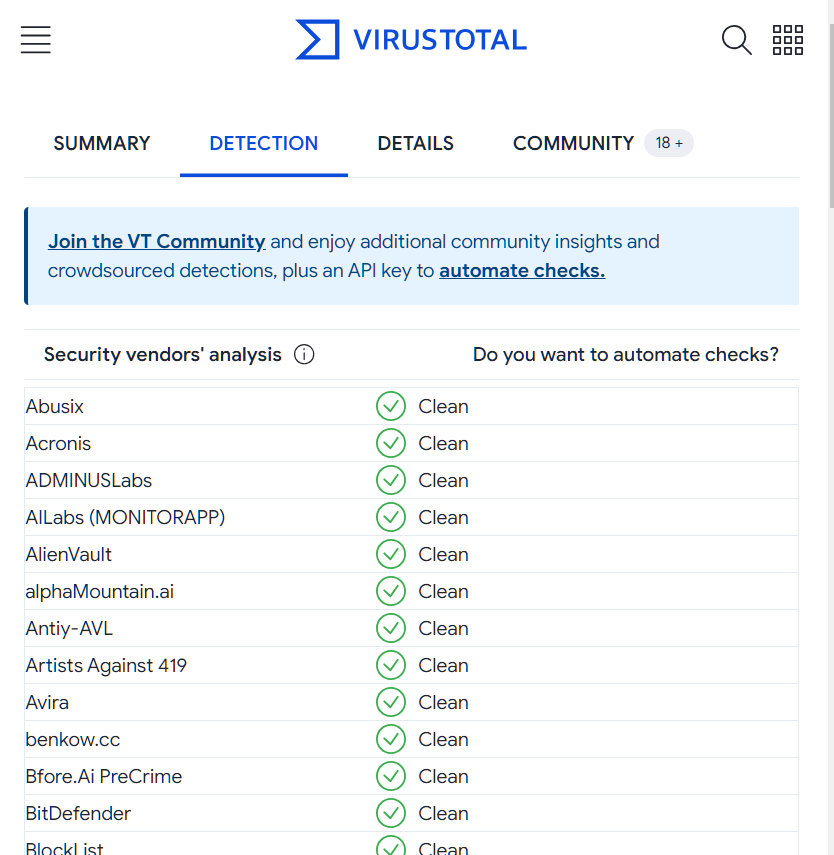 VIRUSTOTAL
SUMMARY DETECTION DETAILS COMMUNITY 18 +
Join the VT Community and enjoy additional community insights and
crowdsourced detections, plus an API key to automate checks.
Security vendors' analysis Do you want to automate checks?
Abusix Clean
Acronis Clean
ADMINUSLabs Clean
AILabs (MONITORAPP) Clean
AlienVault Clean
alphaMountain.ai Clean
Antiy-AVL Clean
Artists Against 419 Clean
Avira Clean
benkow.cc Clean
Bfore.Ai PreCrime Clean
BitDefender Clean
BlockList Clean